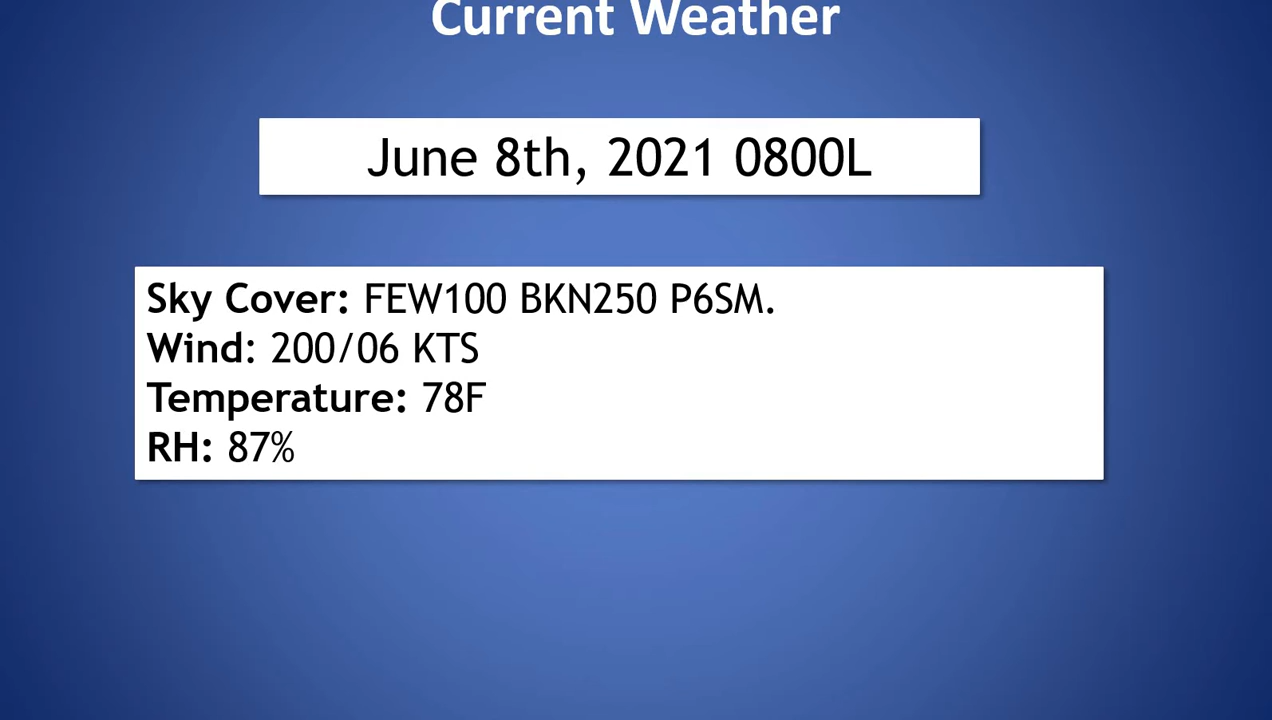 Current Weather
June 8th, 2021 0800L
Sky Cover: FEW100 BKN250 P6SM.
Wind: 200/06 KTS
Temperature: 78F
RH: 87%